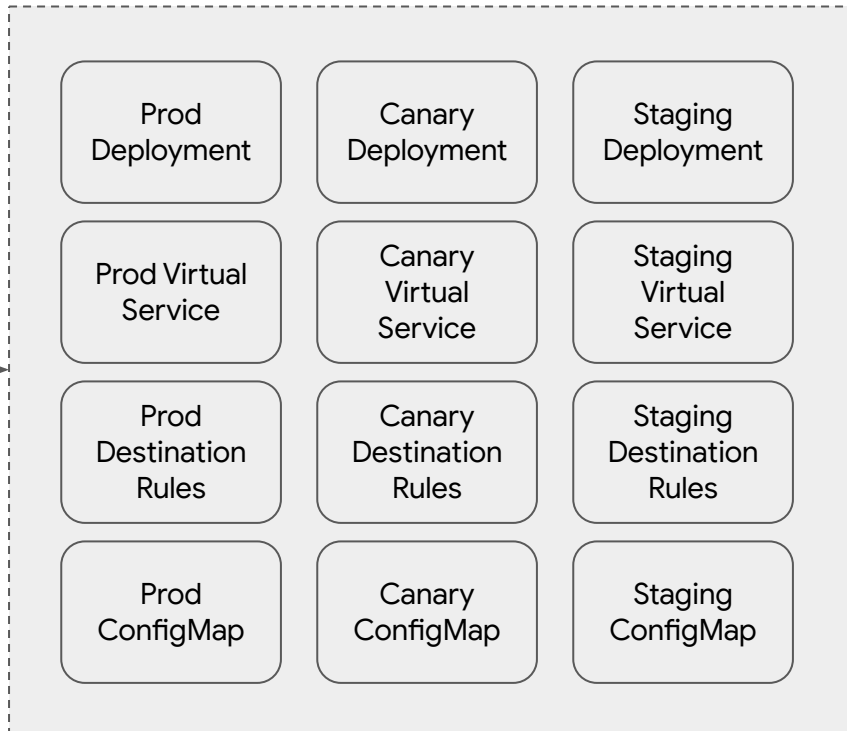 Prod
Deployment
Canary
Deployment
Staging
Deployment
Prod Virtual
Service
Canary
Virtual
Service
Staging
Virtual
Service
Prod
Destination
Rules
Canary
Destination
Rules
Staging
Destination
Rules
Prod
ConfigMap
Canary
ConfigMap
Staging
ConfigMap